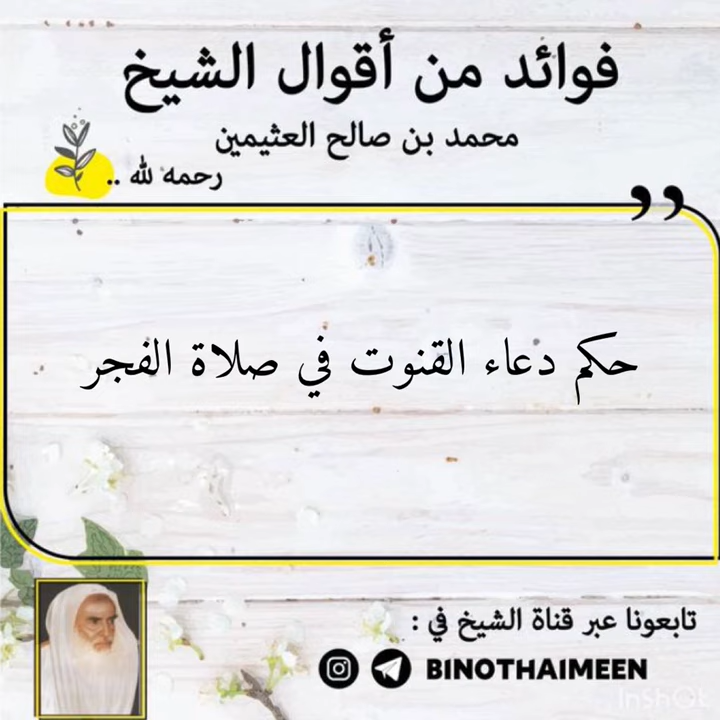 فوائد من أقوال الشيخ
محمد بن صالح العثيمين
رحمه لله ..
حكم دعاء القنوت في صلاة الفجر
تابعونا عبر قناة الشيخ في :
BINOTHAIMEEN
InShOt